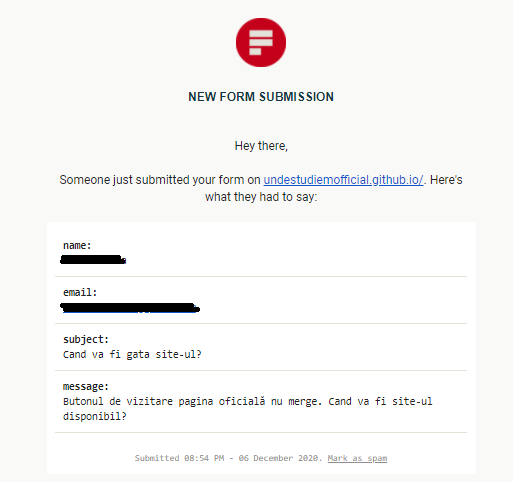 NEW FORM SUBMISSION
Hey there,
Someone just submitted your form on undestudiemofficial.github.io/. Here's
what they had to say:
name:
email:
subject:
Cand va fi gata site-ul?
message:
Butonul de vizitare pagina oficială nu merge. Cand va fi site-ul
disponibil?
Submitted 08:54 PM - 06 December 2020. Mark as spam